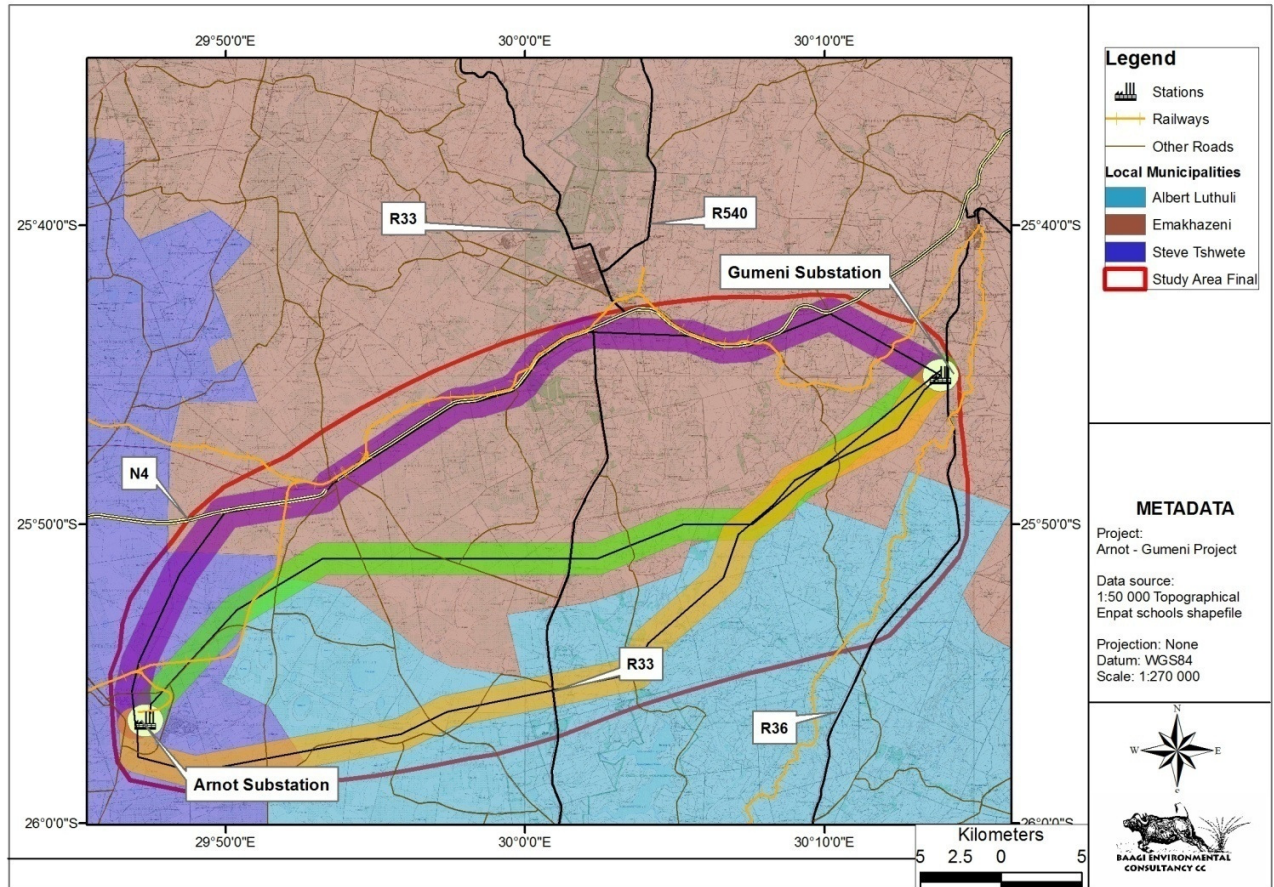 29°50'0"E
30°0'0"E
30°10'0"E
25°40'0"S
25°50'0"S
26°0'0"S
25°40'0"S
25°50'0"S
26°0'0"S
29°50'0"E
30°0'0"E
30°10'0"E
R33
R540
Gumeni Substation
N4
R33
R36
Arnot Substation
Kilometers
5 2.5 0 5
Legend
Stations
Railways
Other Roads
Local Municipalities
Albert Luthuli
Emakhazeni
Steve Tshwete
Study Area Final
METADATA
Project:
Arnot - Gumeni Project
Data source:
1:50 000 Topographical
Enpat schools shapefile
Projection: None
Datum: WGS84
Scale: 1:270 000
N
W E
S
BAAGI ENVIRONMENTAL
CONSULTANCY CC